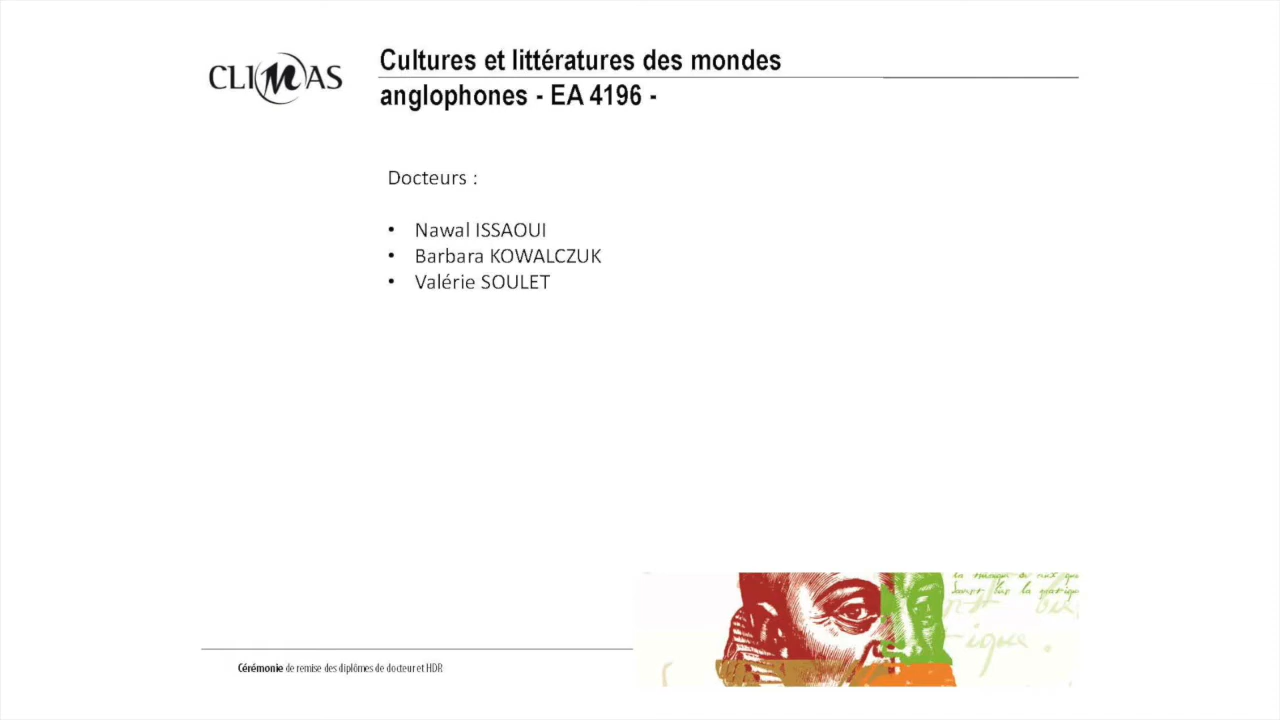 CLIMAS
Cultures et littératures des mondes
anglophones - EA 4196 -
Docteurs :
• Nawal ISSAOUI
• Barbara KOWALCZUK
• Valérie SOULET
Cérémonie de remise des diplômes de docteur et HDR
ique.